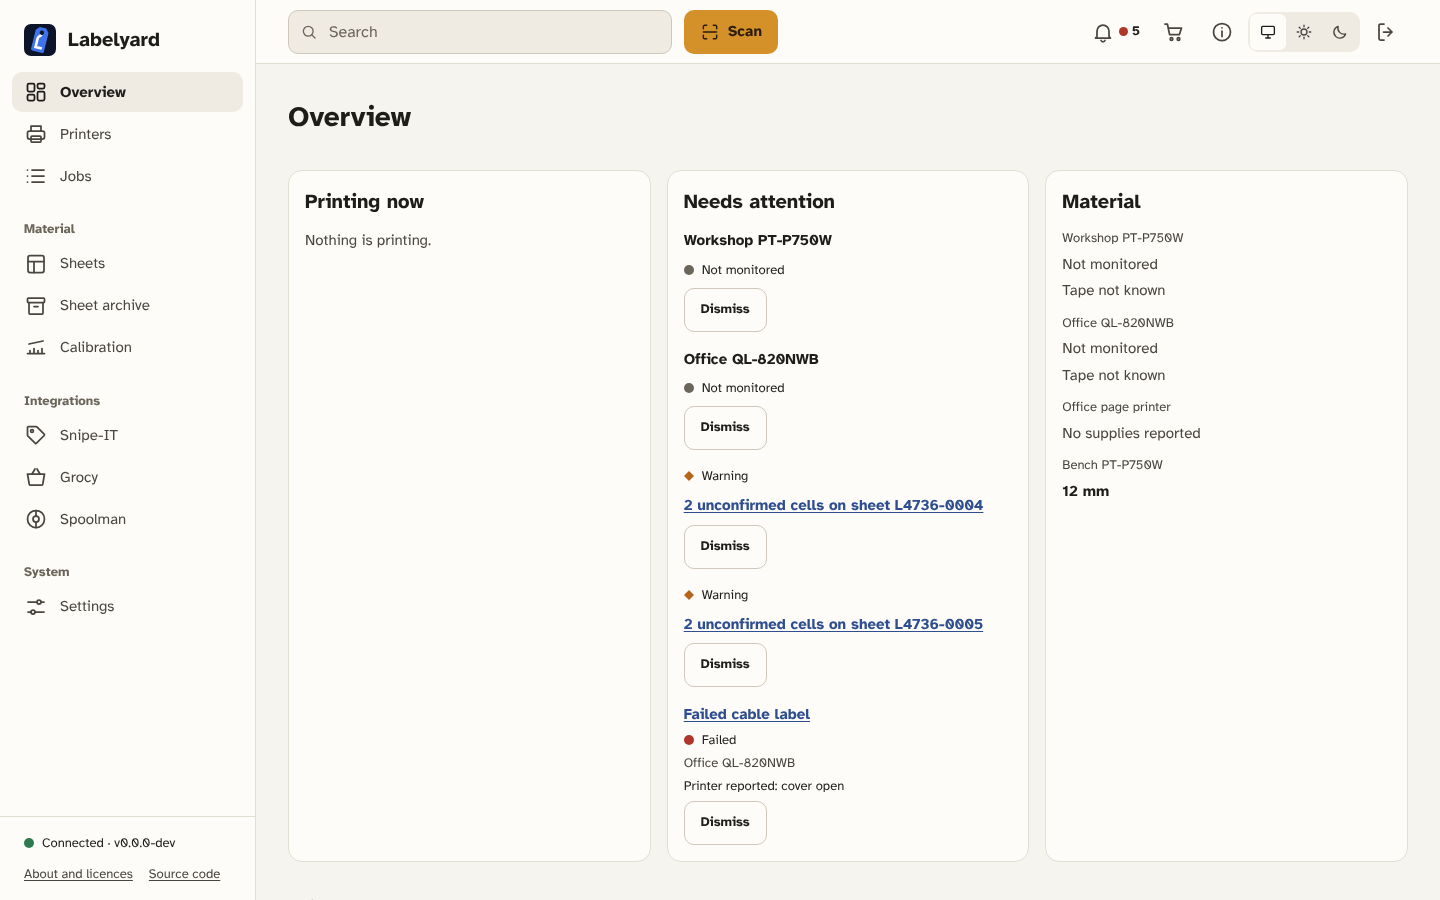 Labelyard
Overview
Printers
Jobs
Material
Sheets
Sheet archive
Calibration
Integrations
Snipe-IT
Grocy
Spoolman
System
Settings
Connected · v0.0.0-dev
About and licences
Source code
Search
Scan
5
Overview
Printing now
Nothing is printing.
Needs attention
Workshop PT-P750W
Not monitored
Dismiss
Office QL-820NWB
Not monitored
Dismiss
Warning
2 unconfirmed cells on sheet L4736-0004
Dismiss
Warning
2 unconfirmed cells on sheet L4736-0005
Dismiss
Failed cable label
Failed
Office QL-820NWB
Printer reported: cover open
Dismiss
Material
Workshop PT-P750W
Not monitored
Tape not known
Office QL-820NWB
Not monitored
Tape not known
Office page printer
No supplies reported
Bench PT-P750W
12 mm